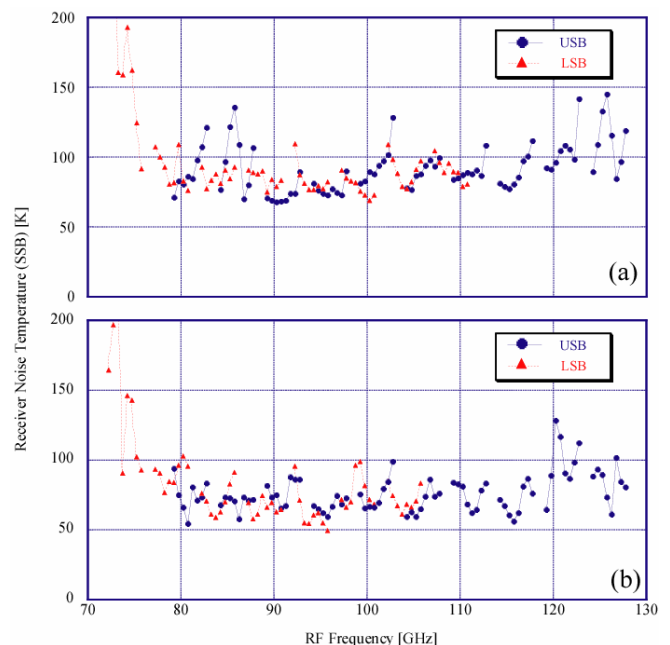 200
150
100
50
0
USB
LSB
(a)
Receiver Noise Temperature (SSB) [K]
200
150
100
50
0
USB
LSB
(b)
70 80 90 100 110 120 130
RF Frequency [GHz]